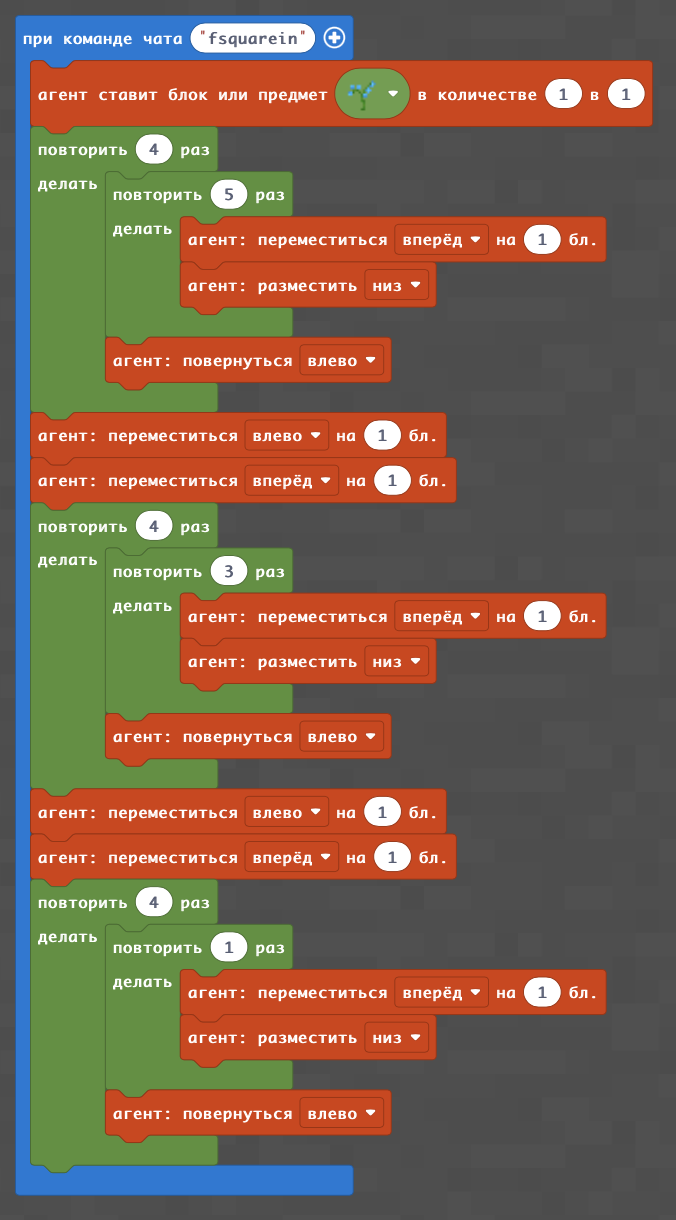 при команде чата "fsquarein"
агент ставит блок или предмет в количестве 1 в 1
повторить 4 раз
делать
повторить 5 раз
делать
агент: переместиться вперёд на 1 бл.
агент: разместить низ
агент: повернуться влево
агент: переместиться влево на 1 бл.
агент: переместиться вперёд на 1 бл.
повторить 4 раз
делать
повторить 3 раз
делать
агент: переместиться вперёд на 1 бл.
агент: разместить низ
агент: повернуться влево
агент: переместиться влево на 1 бл.
агент: переместиться вперёд на 1 бл.
повторить 4 раз
делать
повторить 1 раз
делать
агент: переместиться вперёд на 1 бл.
агент: разместить низ
агент: повернуться влево